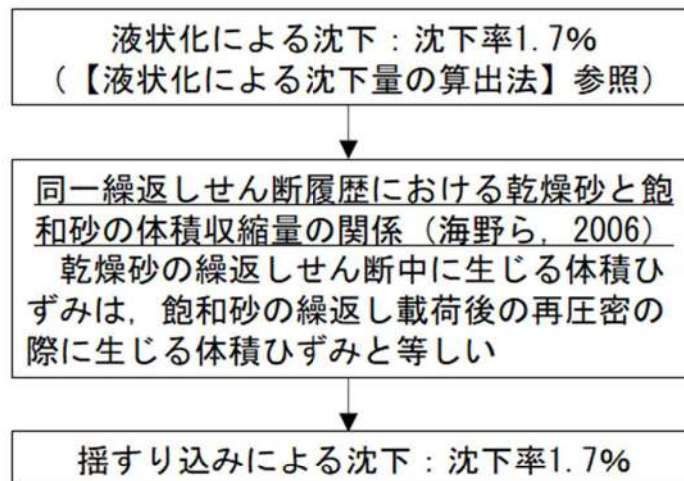 液状化による沈下：沈下率1.7%
（【液状化による沈下量の算出法】参照）
同一繰返しせん断履歴における乾燥砂と飽
和砂の体積収縮量の関係（海野ら，2006）
乾燥砂の繰返しせん断中に生じる体積ひ
ずみは，飽和砂の繰返し載荷後の再圧密の
際に生じる体積ひずみと等しい
揺すり込みによる沈下：沈下率1.7%